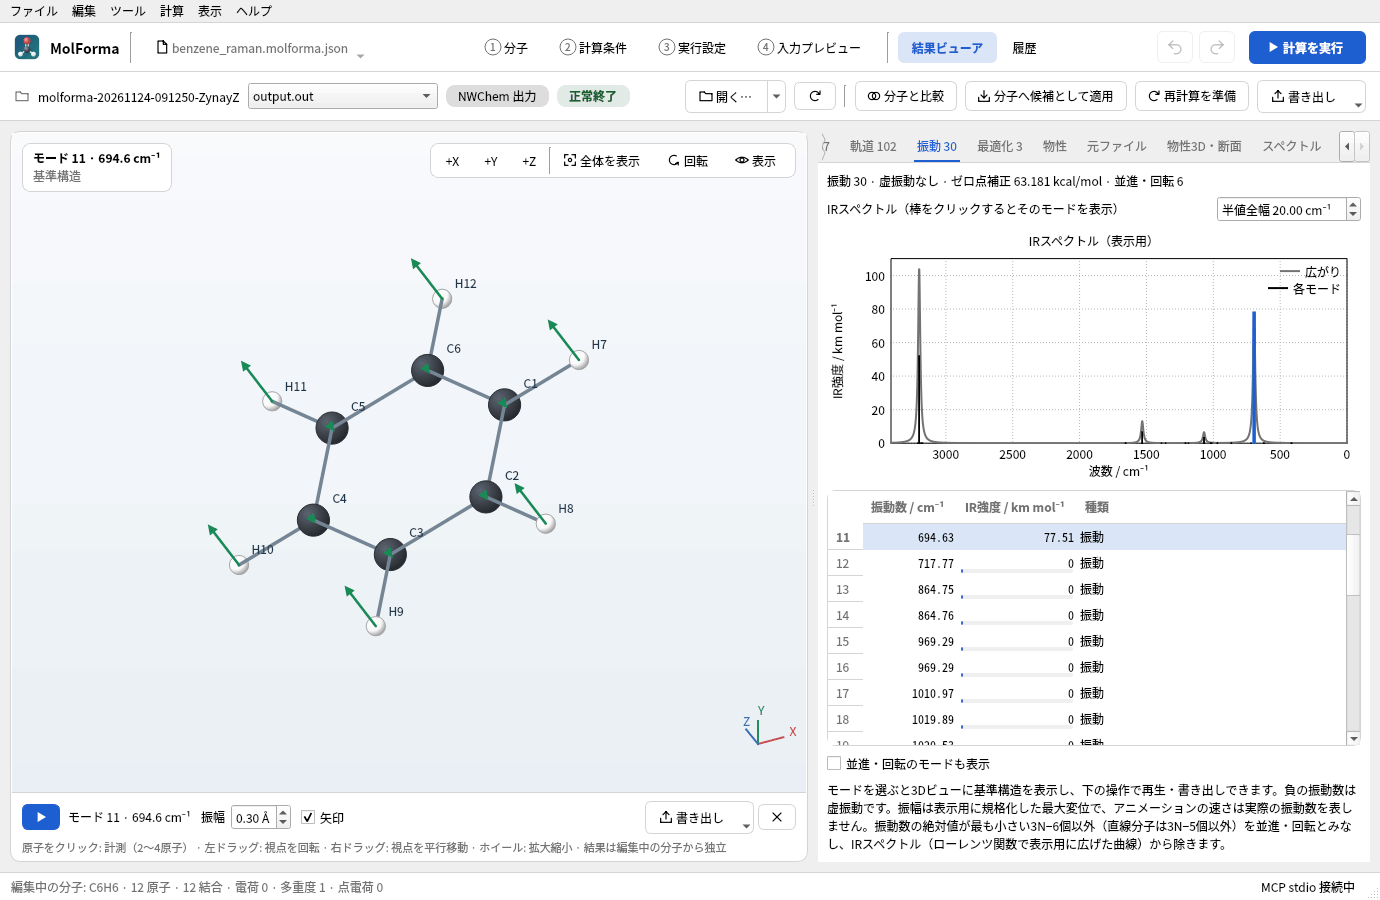 ファイル 編集 ツール 計算 表示 ヘルプ
MolForma benzene_raman.molforma.json 1 分子 2 計算条件 3 実行設定 4 入力プレビュー 結果ビューア 履歴 計算を実行
molforma-20261124-091250-ZynayZ output.out NWChem 出力 正常終了 開く… 分子と比較 分子へ候補として適用 再計算を準備 書き出し
モード 11 · 694.6 cm⁻¹
基準構造
+X +Y +Z 全体を表示 回転 表示
H12
H7
C6
C1
H11
C5
C2
C4
H8
C3
H10
H9
Y
Z
X
モード 11 · 694.6 cm⁻¹ 振幅 0.30 Å 矢印 書き出し
原子をクリック: 計測（2〜4原子） · 左ドラッグ: 視点を回転 · 右ドラッグ: 視点を平行移動 · ホイール: 拡大縮小 · 結果は編集中の分子から独立
7 軌道 102 振動 30 最適化 3 物性 元ファイル 物性3D・断面 スペクトル
振動 30 · 虚振動なし · ゼロ点補正 63.181 kcal/mol · 並進・回転 6
IRスペクトル（棒をクリックするとそのモードを表示） 半値全幅 20.00 cm⁻¹
IRスペクトル（表示用）
広がり
各モード
IR強度 / km mol⁻¹
100
80
60
40
20
0
3000 2500 2000 1500 1000 500 0
波数 / cm⁻¹
振動数 / cm⁻¹ IR強度 / km mol⁻¹ 種類
11 694.63 77.51 振動
12 717.77 0 振動
13 864.75 0 振動
14 864.76 0 振動
15 969.29 0 振動
16 969.29 0 振動
17 1010.97 0 振動
18 1019.89 0 振動
19 1020.53 0 振動
並進・回転のモードも表示
モードを選ぶと3Dビューに基準構造を表示し、下の操作で再生・書き出しできます。負の振動数は
虚振動です。振幅は表示用に規格化した最大変位で、アニメーションの速さは実際の振動数を表し
ません。振動数の絶対値が最も小さい3N−6個以外（直線分子は3N−5個以外）を並進・回転とみな
し、IRスペクトル（ローレンツ関数で表示用に広げた曲線）から除きます。
編集中の分子: C6H6 · 12 原子 · 12 結合 · 電荷 0 · 多重度 1 · 点電荷 0 MCP stdio 接続中